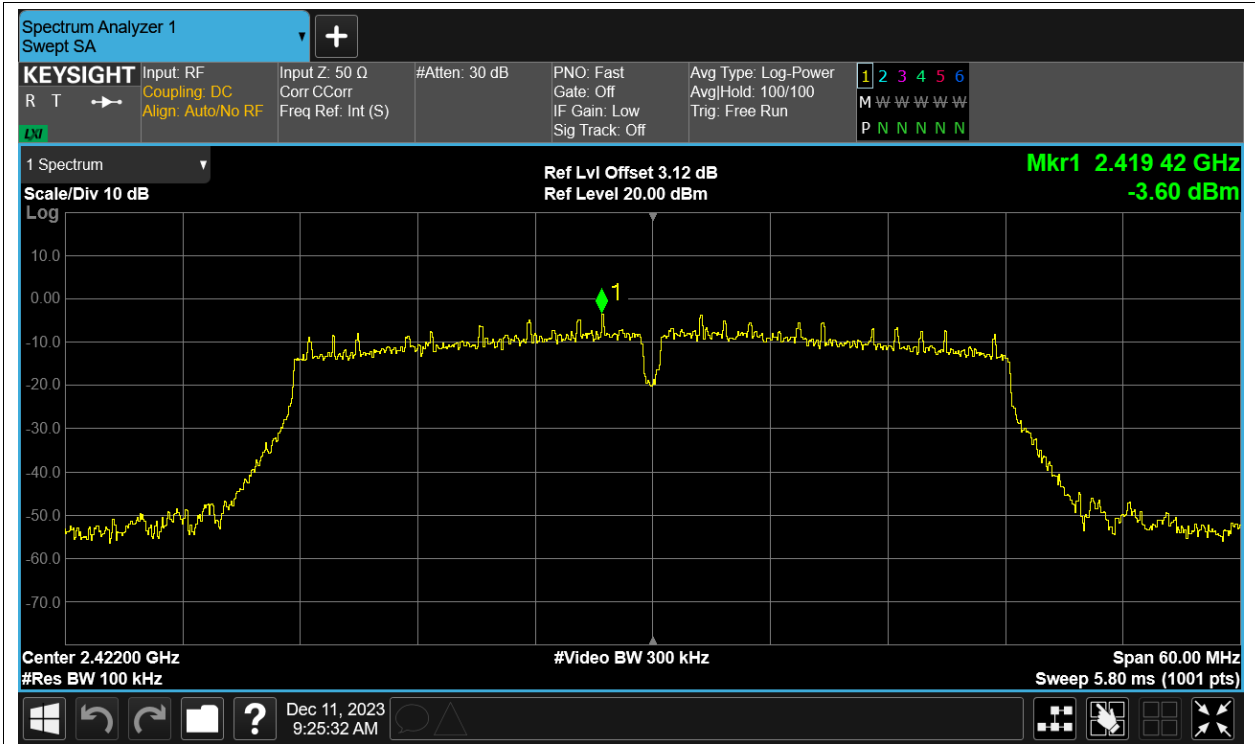 Spectrum Analyzer 1
Swept SA
KEYSIGHT
R T
LXI
Input: RF
Coupling: DC
Align: Auto/No RF
Input Z: 50 Ω
Corr CCorr
Freq Ref: Int (S)
#Atten: 30 dB
PNO: Fast
Gate: Off
IF Gain: Low
Sig Track: Off
Avg Type: Log-Power
Avg|Hold: 100/100
Trig: Free Run
1 2 3 4 5 6
M W W W W W
P N N N N N
1 Spectrum
Scale/Div 10 dB
Log
Ref Lvl Offset 3.12 dB
Ref Level 20.00 dBm
Mkr1 2.419 42 GHz
-3.60 dBm
10.0
0.00
1
-10.0
-20.0
-30.0
-40.0
-50.0
-60.0
-70.0
Center 2.42200 GHz
#Video BW 300 kHz
Span 60.00 MHz
#Res BW 100 kHz
Sweep 5.80 ms (1001 pts)
?
Dec 11, 2023
9:25:32 AM